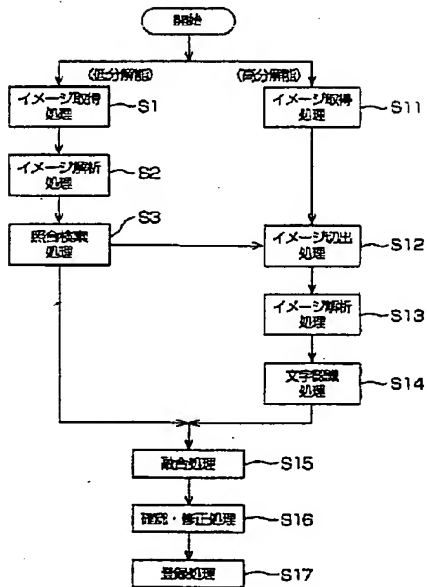 開始
(低分解能)
(高分解能)
イメージ取得
処理
S1
イメージ取得
処理
S11
イメージ解析
処理
S2
照合検索
処理
S3
イメージ切出
処理
S12
イメージ解析
処理
S13
文字認識
処理
S14
融合処理
S15
確認・修正処理
S16
登録処理
S17